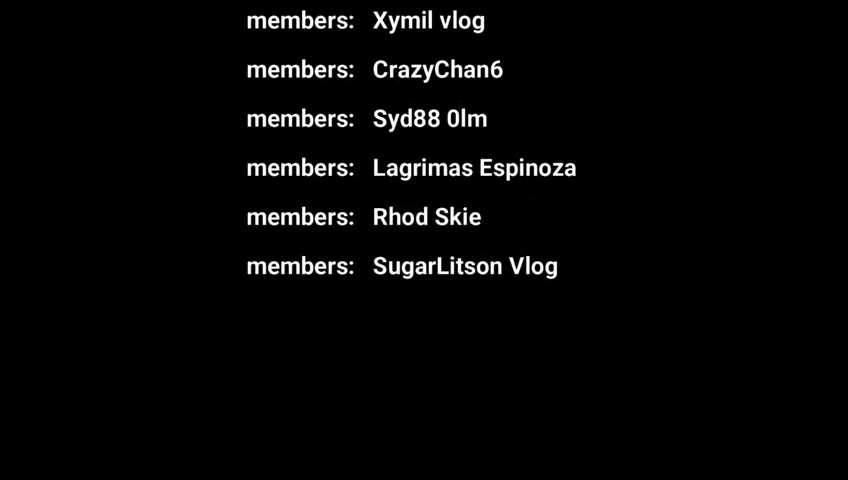 members: Xymil vlog
members: CrazyChan6
members: Syd88 0lm
members: Lagrimas Espinoza
members: Rhod Skie
members: SugarLitson Vlog